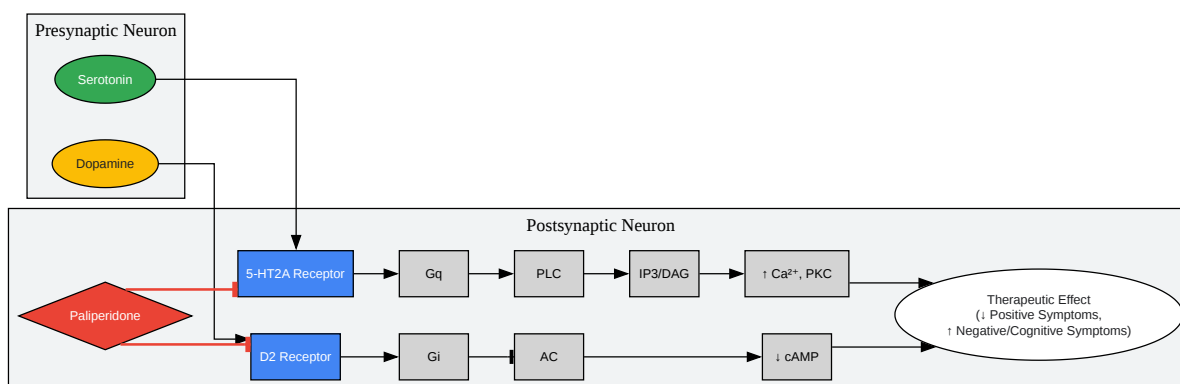 Presynaptic Neuron
Serotonin
Dopamine
Postsynaptic Neuron
5-HT2A Receptor
Gq
PLC
IP3/DAG
↑ Ca²⁺, PKC
Paliperidone
Therapeutic Effect
(↓ Positive Symptoms,
↑ Negative/Cognitive Symptoms)
D2 Receptor
Gi
AC
↓ cAMP